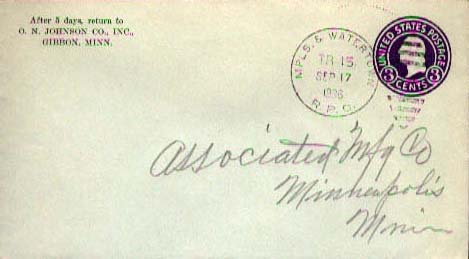 After 5 days, return to
O. N. JOHNSON CO., INC.,
GIBBON, MINN.
MPLS. & WATERTOWN
TR 15
SEP 17
1936
R.P.O.
UNITED STATES POSTAGE
3 CENTS 3
Associated Mfg Co
Minneapolis
Minn